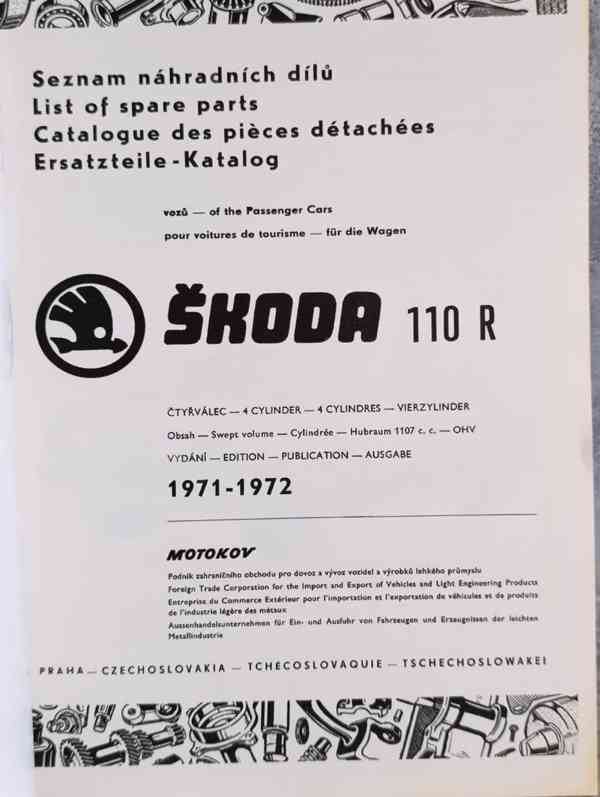 Seznam náhradních dílů
List of spare parts
Catalogue des pièces détachées
Ersatzteile-Katalog
vozů — of the Passenger Cars
pour voitures de tourisme — für die Wagen
ŠKODA 110 R
ČTYŘVÁLEC — 4 CYLINDER — 4 CYLINDRES — VIERZYLINDER
Obsah — Swept volume — Cylindrée — Hubraum 1107 c. c. — OHV
VYDÁNÍ — EDITION — PUBLICATION — AUSGABE
1971-1972
MOTOKOV
Podnik zahraničního obchodu pro dovoz a vývoz vozidel a výrobků lehkého průmyslu
Foreign Trade Corporation for the Import and Export of Vehicles and Light Engineering Products
Entreprise du Commerce Extérieur pour l'importation et l'exportation de véhicules et de produits
de l'industrie légère des métaux
Aussenhandelsunternehmen für Ein- und Ausfuhr von Fahrzeugen und Erzeugnissen der leichten
Metallindustrie
PRAHA — CZECHOSLOVAKIA — TCHÉCOSLOVAQUIE — TSCHECHOSLOWAKEI